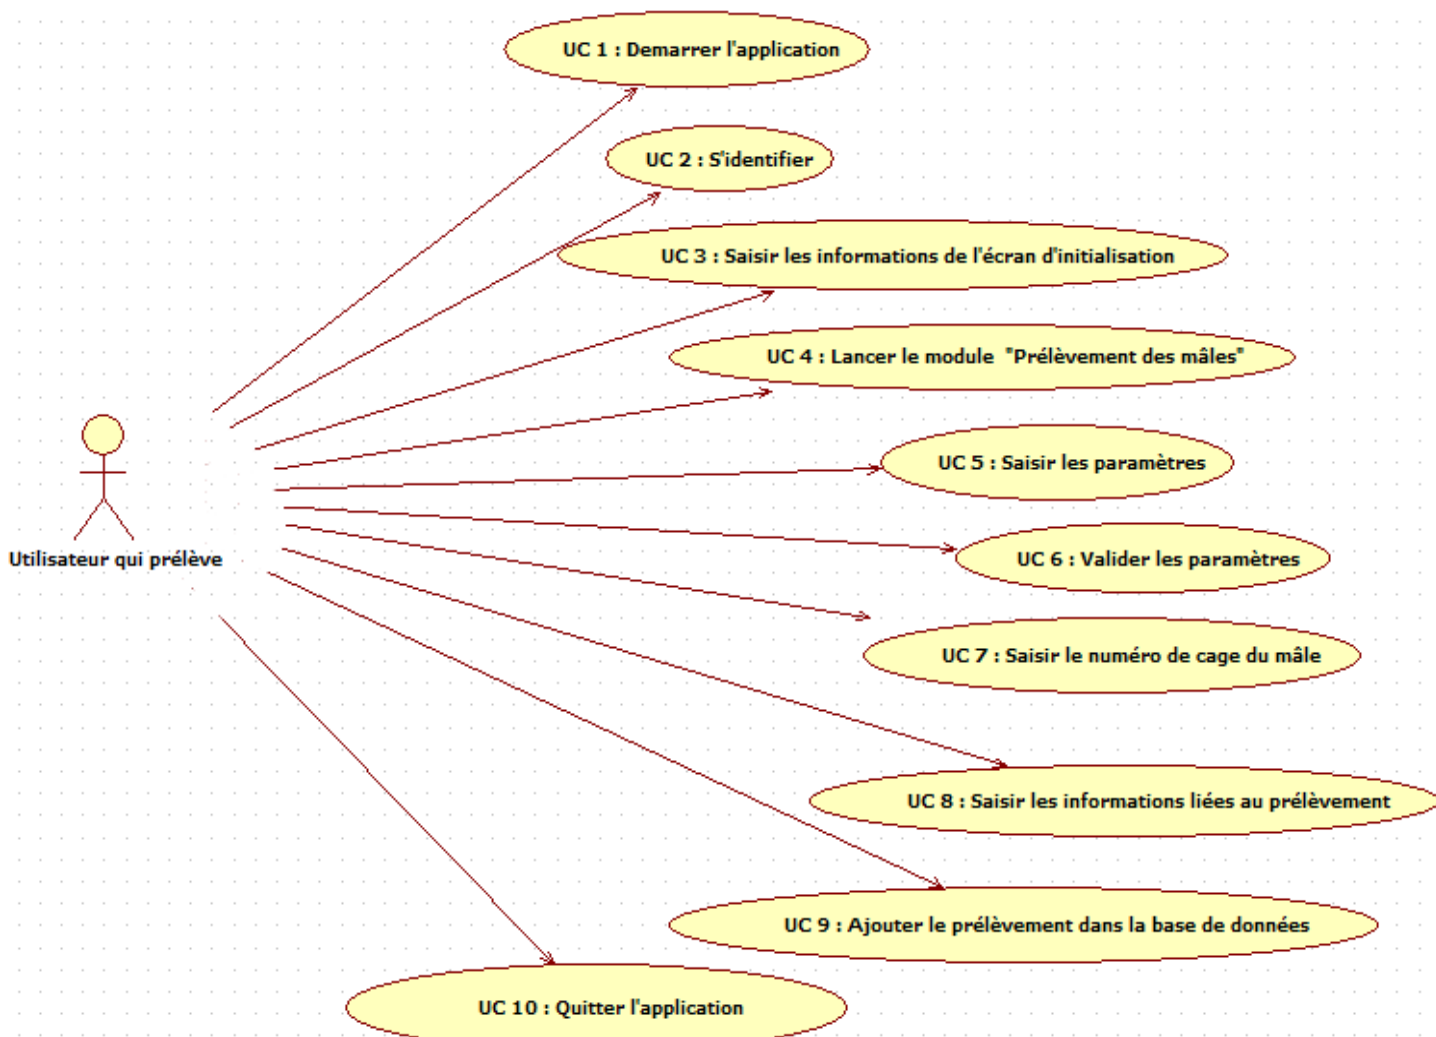 UC 1 : Demarrer l'application
UC 2 : S'identifier
UC 3 : Saisir les informations de l'écran d'initialisation
UC 4 : Lancer le module "Prélèvement des mâles"
UC 5 : Saisir les paramètres
Utilisateur qui prélève
UC 6 : Valider les paramètres
UC 7 : Saisir le numéro de cage du mâle
UC 8 : Saisir les informations liées au prélèvement
UC 9 : Ajouter le prélèvement dans la base de données
UC 10 : Quitter l'application